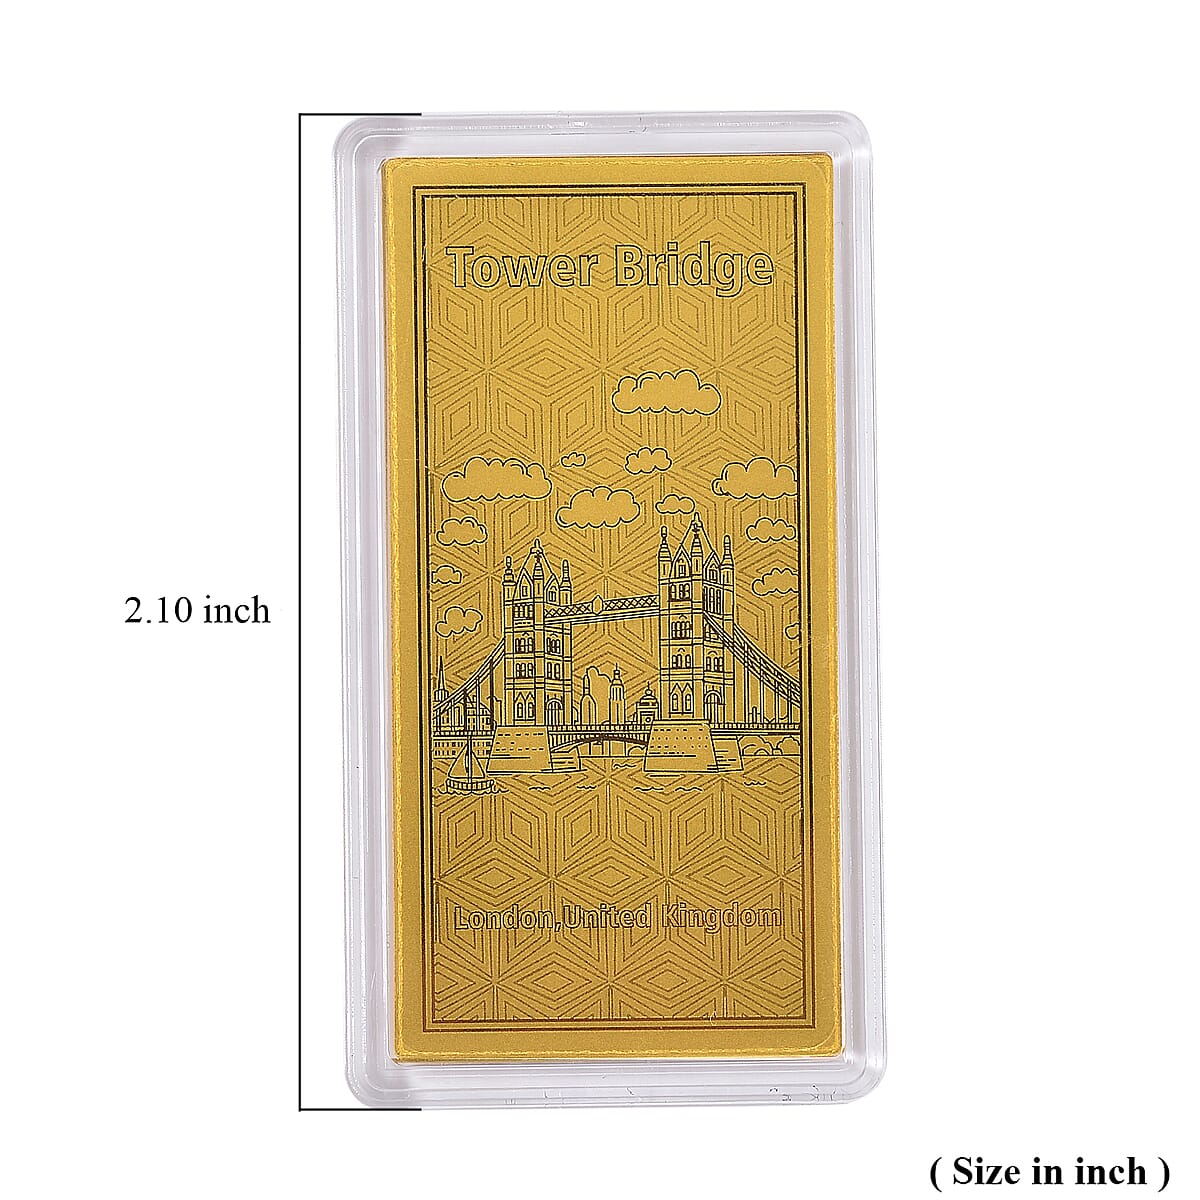 Tower Bridge
2.10 inch
London,United Kingdom
( Size in inch )